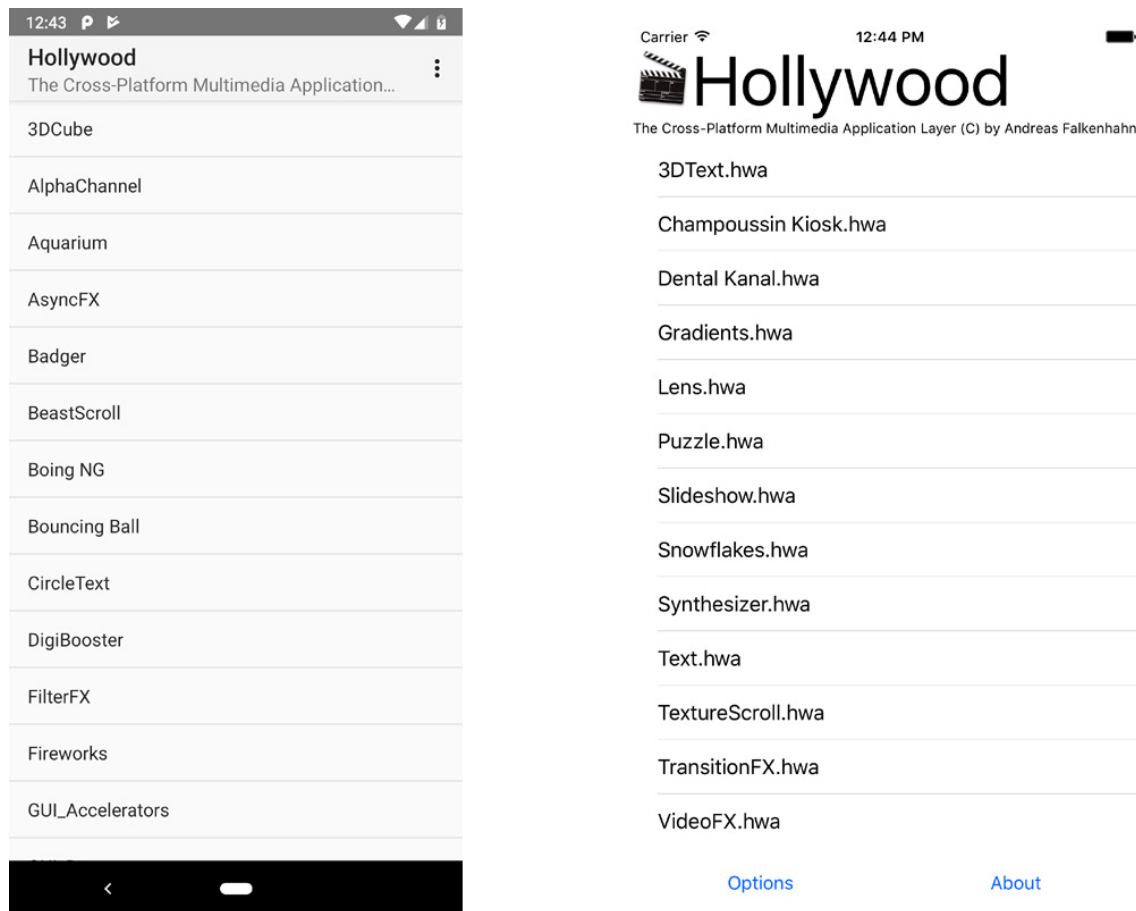 12:43
Hollywood
The Cross-Platform Multimedia Application...
3DCube
AlphaChannel
Aquarium
AsyncFX
Badger
BeastScroll
Boing NG
Bouncing Ball
CircleText
DigiBooster
FilterFX
Fireworks
GUI_Accelerators
Carrier 12:44 PM
Hollywood
The Cross-Platform Multimedia Application Layer (C) by Andreas Falkenhahn
3DText.hwa
Champoussin Kiosk.hwa
Dental Kanal.hwa
Gradients.hwa
Lens.hwa
Puzzle.hwa
Slideshow.hwa
Snowflakes.hwa
Synthesizer.hwa
Text.hwa
TextureScroll.hwa
TransitionFX.hwa
VideoFX.hwa
Options About